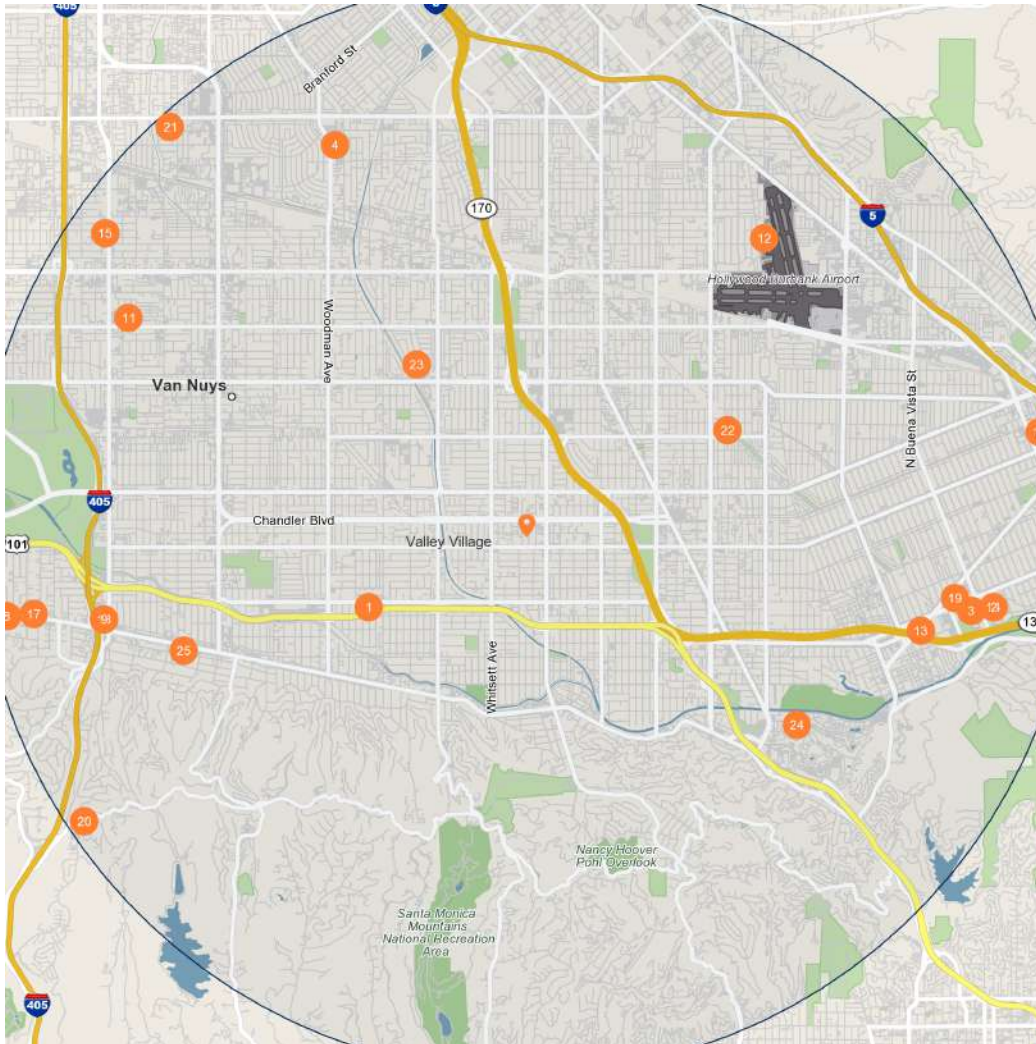 405
5
Branford St
21
4
170
5
15
12
Hollywood Burbank Airport
11
Woodman Ave
23
Van Nuys
N Buena Vista St
22
405
Chandler Blvd
Valley Village
101
1
17
19
3
13
25
Whitsett Ave
24
20
Nancy Hoover
Pohl Overlook
Santa Monica
Mountains
National Recreation
Area
405